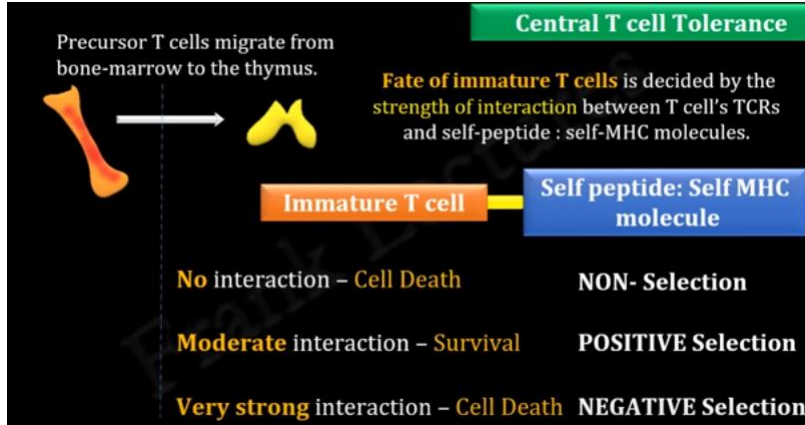 Central T cell Tolerance
Precursor T cells migrate from
bone-marrow to the thymus.
Fate of immature T cells is decided by the
strength of interaction between T cell's TCRs
and self-peptide : self-MHC molecules.
Immature T cell
Self peptide: Self MHC
molecule
No interaction – Cell Death NON- Selection
Moderate interaction – Survival POSITIVE Selection
Very strong interaction – Cell Death NEGATIVE Selection
Frank Lectures